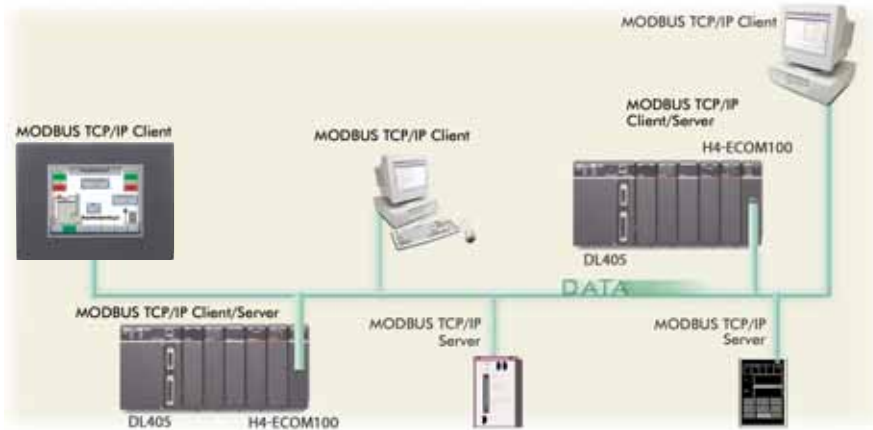 MODBUS TCP/IP Client
MODBUS TCP/IP
Client/Server
H4-ECOM100
MODBUS TCP/IP Client
MODBUS TCP/IP Client
DL405
DATA
MODBUS TCP/IP Client/Server
MODBUS TCP/IP
Server
MODBUS TCP/IP
Server
DL405
H4-ECOM100